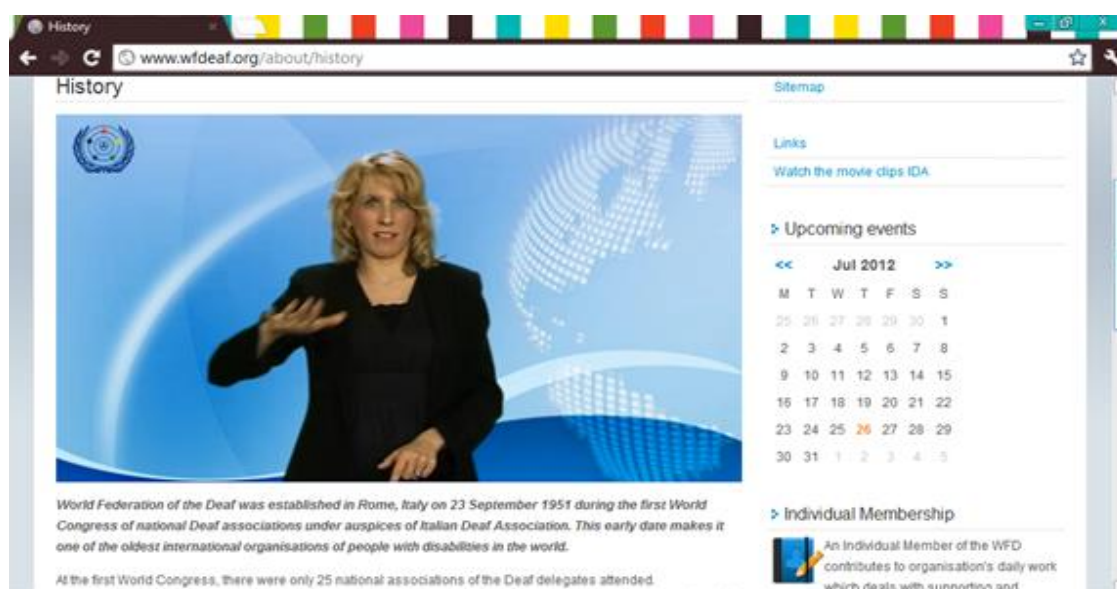 History
www.wfdeaf.org/about/history
History
World Federation of the Deaf was established in Rome, Italy on 23 September 1951 during the first World
Congress of national Deaf associations under auspices of Italian Deaf Association. This early date makes it
one of the oldest international organisations of people with disabilities in the world.
At the first World Congress, there were only 25 national associations of the Deaf delegates attended.
Sitemap
Links
Watch the movie clips IDA
Upcoming events
<< Jul 2012 >>
M T W T F S S
25 26 27 28 29 30 1
2 3 4 5 6 7 8
9 10 11 12 13 14 15
16 17 18 19 20 21 22
23 24 25 26 27 28 29
30 31 1 2 3 4 5
Individual Membership
An Individual Member of the WFD
contributes to organisation's daily work
which deals with supporting and